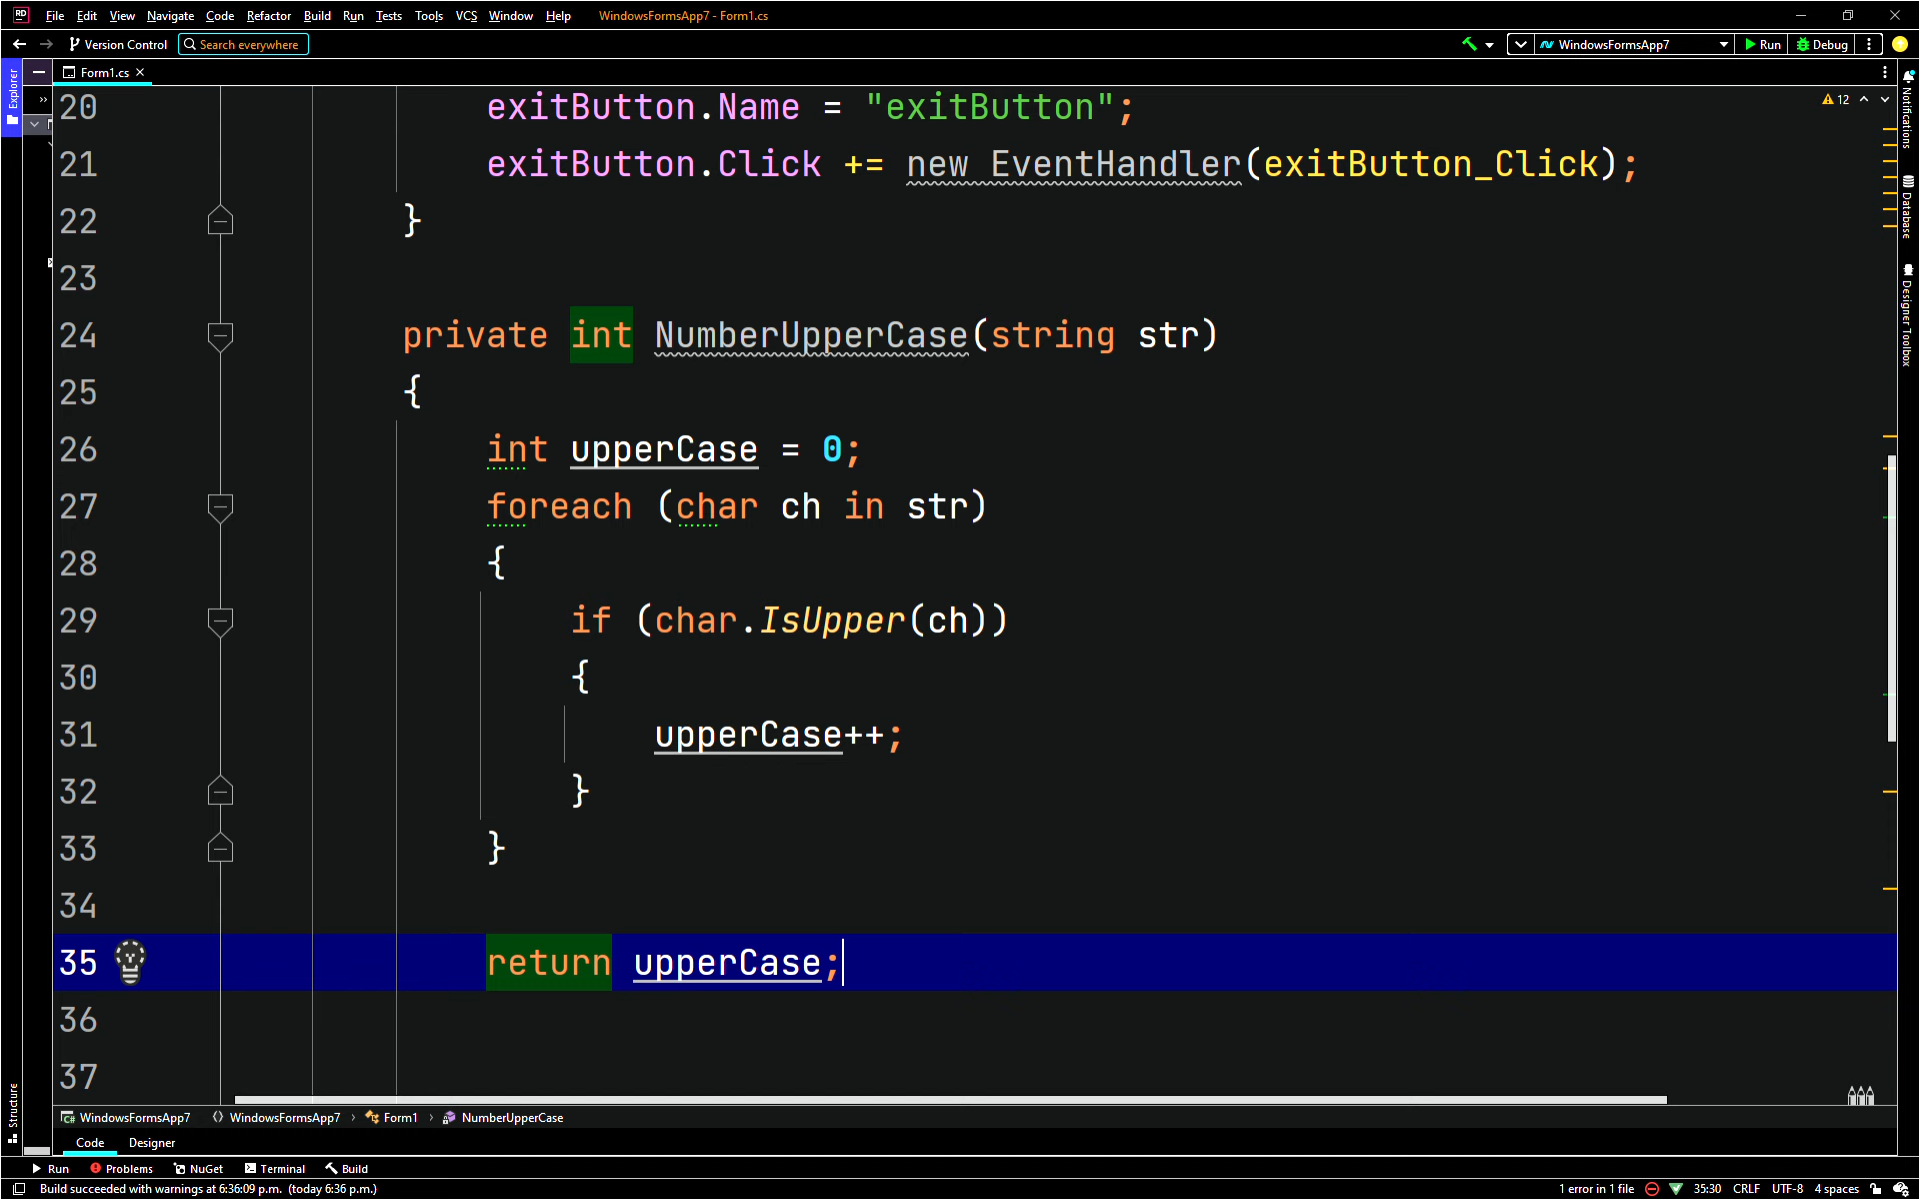 RD File Edit View Navigate Code Refactor Build Run Tests Tools VCS Window Help WindowsFormsApp7 - Form1.cs
Version Control Search everywhere WindowsFormsApp7 Run Debug
Explorer
Form1.cs
12
20 exitButton.Name = "exitButton";
21 exitButton.Click += new EventHandler(exitButton_Click);
22 }
23
24 private int NumberUpperCase(string str)
25 {
26 int upperCase = 0;
27 foreach (char ch in str)
28 {
29 if (char.IsUpper(ch))
30 {
31 upperCase++;
32 }
33 }
34
35 return upperCase;
36
37
Notifications
Database
Designer Toolbox
Structure
C# WindowsFormsApp7 WindowsFormsApp7 › Form1 › NumberUpperCase
Code Designer
Run Problems NuGet Terminal Build
Build succeeded with warnings at 6:36:09 p.m. (today 6:36 p.m.) 1 error in 1 file 35:30 CRLF UTF-8 4 spaces